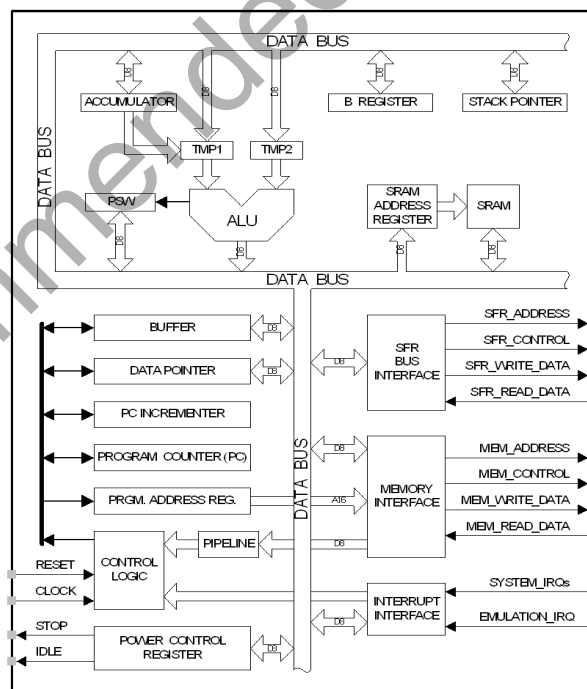 DATA BUS
D8
D8
D8
D8
D8
ACCUMULATOR
B REGISTER
STACK POINTER
DATA BUS
TMP1
TMP2
PSW
ALU
SRAM
ADDRESS
REGISTER
SRAM
D8
D8
D8
D8
DATA BUS
BUFFER
D8
DATA POINTER
D8
PC INCREMENTER
PROGRAM COUNTER (PC)
PRGM. ADDRESS REG.
A16
DATA BUS
D8
SFR
BUS
INTERFACE
SFR_ADDRESS
SFR_CONTROL
SFR_WRITE_DATA
SFR_READ_DATA
D8
MEMORY
INTERFACE
MEM_ADDRESS
MEM_CONTROL
MEM_WRITE_DATA
MEM_READ_DATA
RESET
CLOCK
CONTROL
LOGIC
PIPELINE
D8
STOP
IDLE
POWER CONTROL
REGISTER
D8
D8
INTERRUPT
INTERFACE
SYSTEM_IRQs
EMULATION_IRQ